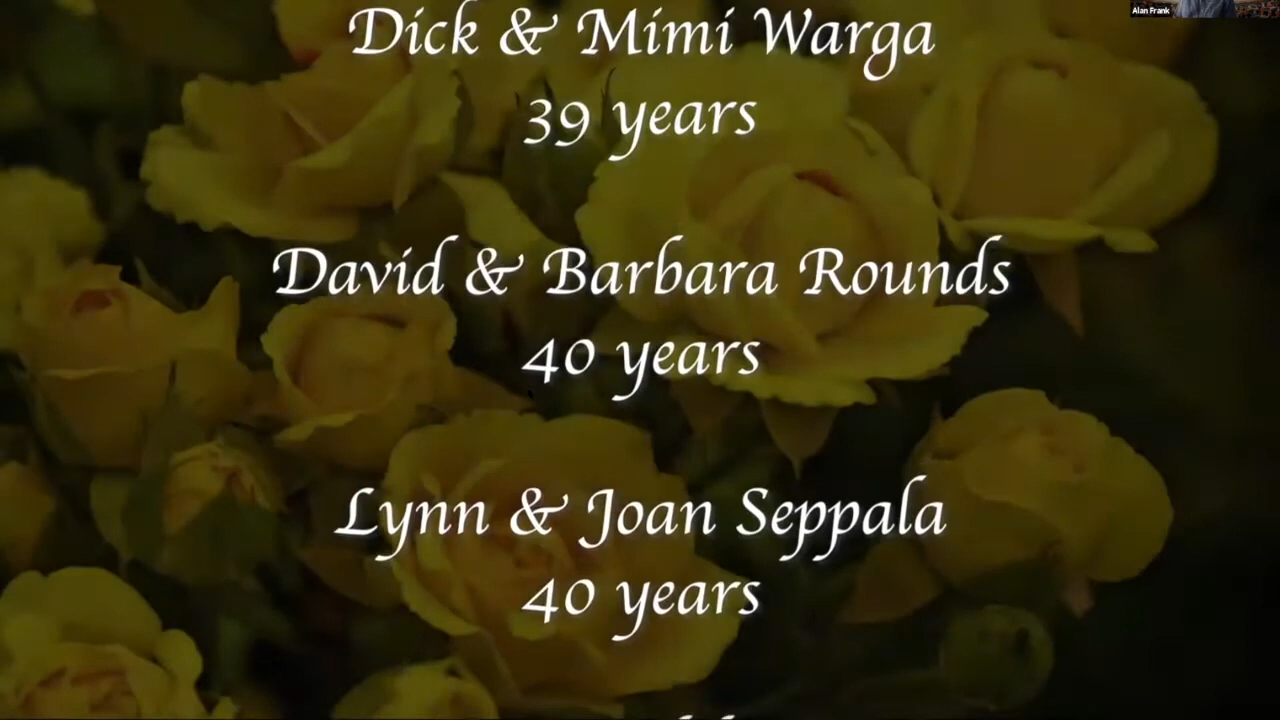 Alan Frank
Dick & Mimi Warga
39 years
David & Barbara Rounds
40 years
Lynn & Joan Seppala
40 years